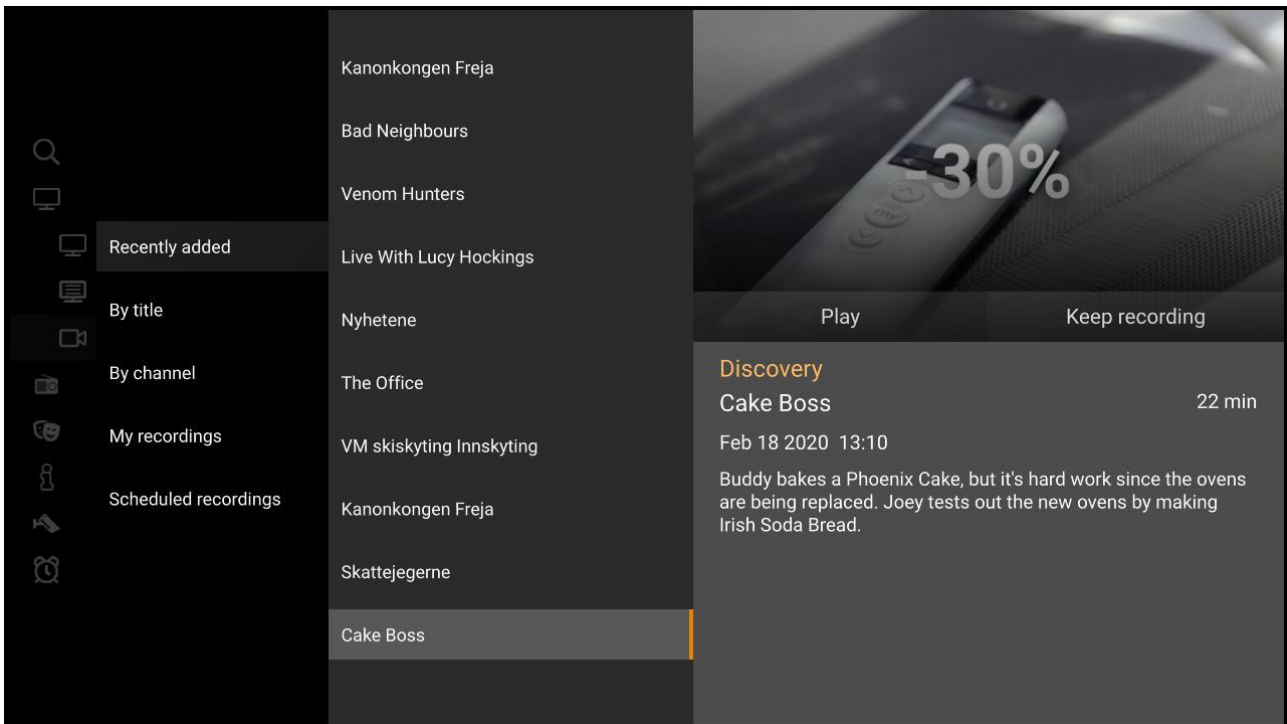 Recently added
By title
By channel
My recordings
Scheduled recordings
Kanonkongen Freja
Bad Neighbours
Venom Hunters
Live With Lucy Hockings
Nyhetene
The Office
VM skiskyting Innskyting
Kanonkongen Freja
Skattejegerne
Cake Boss
-30%
my
Play
Keep recording
Discovery
Cake Boss
22 min
Feb 18 2020 13:10
Buddy bakes a Phoenix Cake, but it's hard work since the ovens
are being replaced. Joey tests out the new ovens by making
Irish Soda Bread.